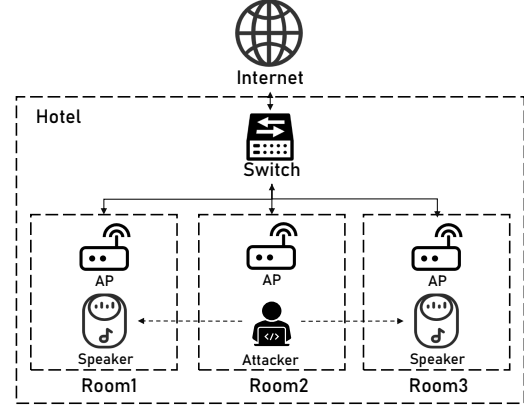 Internet
Hotel
Switch
AP
AP
AP
Speaker
</>
Attacker
Speaker
Room1
Room2
Room3